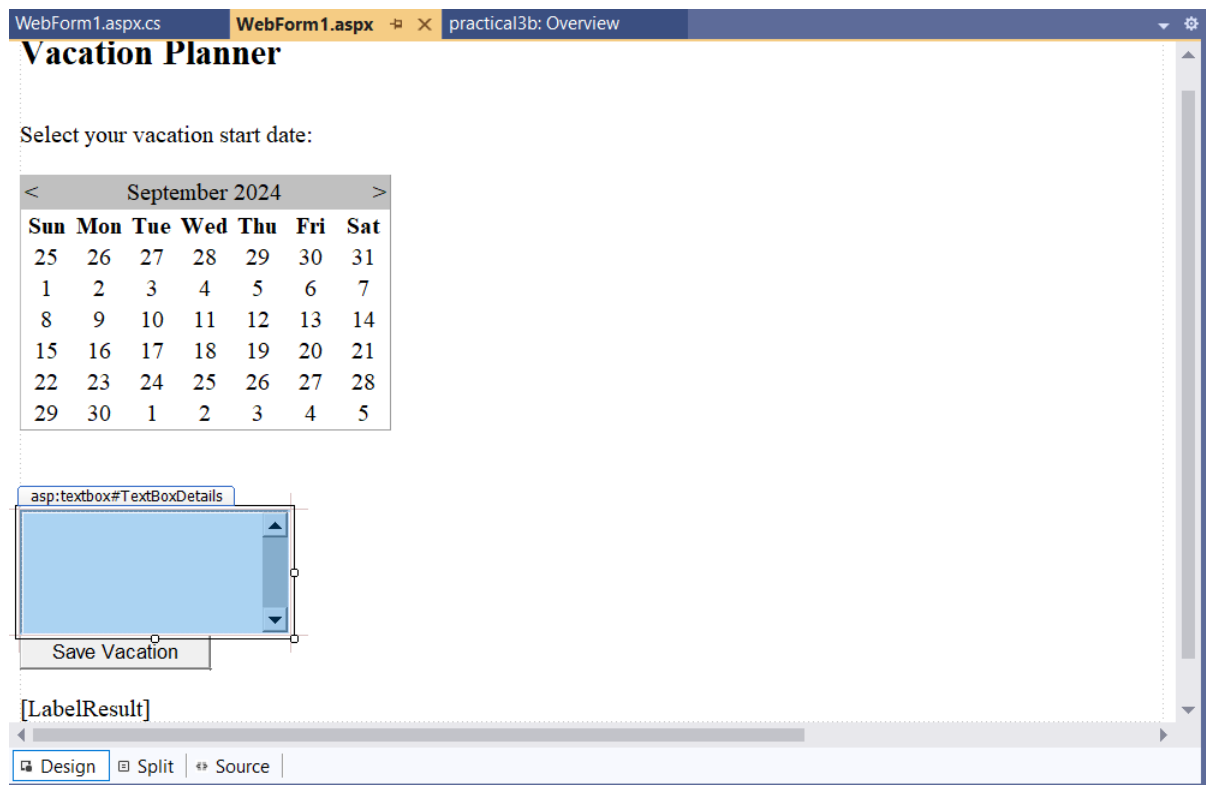 WebForm1.aspx.cs WebForm1.aspx practical3b: Overview
Vacation Planner
Select your vacation start date:
< September 2024 >
Sun Mon Tue Wed Thu Fri Sat
25 26 27 28 29 30 31
1 2 3 4 5 6 7
8 9 10 11 12 13 14
15 16 17 18 19 20 21
22 23 24 25 26 27 28
29 30 1 2 3 4 5
asp:textbox#TextBoxDetails
Save Vacation
[LabelResult]
Design Split Source